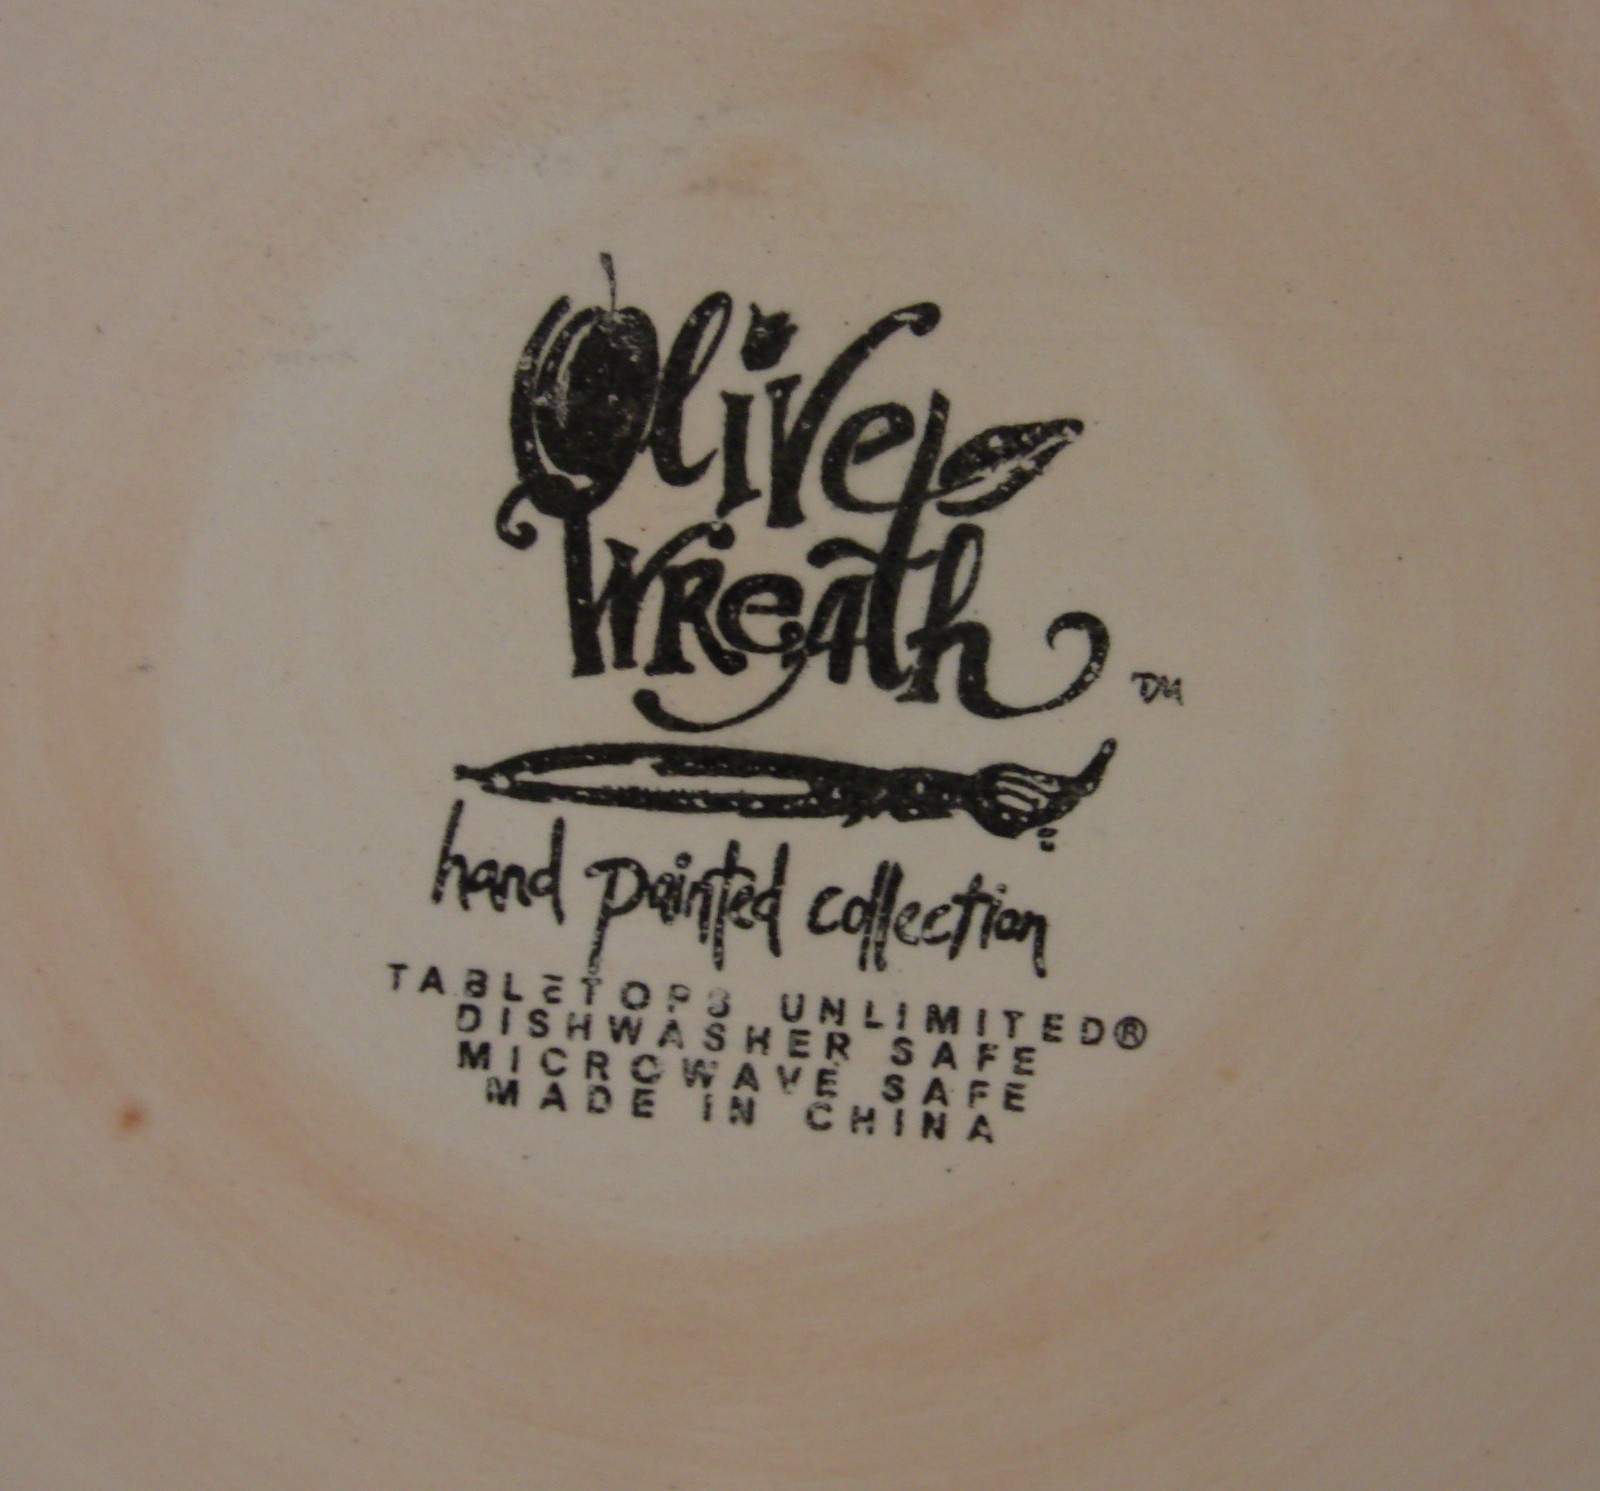 Olive
Wreath ™
hand painted collection
TABLETOPS UNLIMITED®
DISHWASHER SAFE
MICROWAVE SAFE
MADE IN CHINA